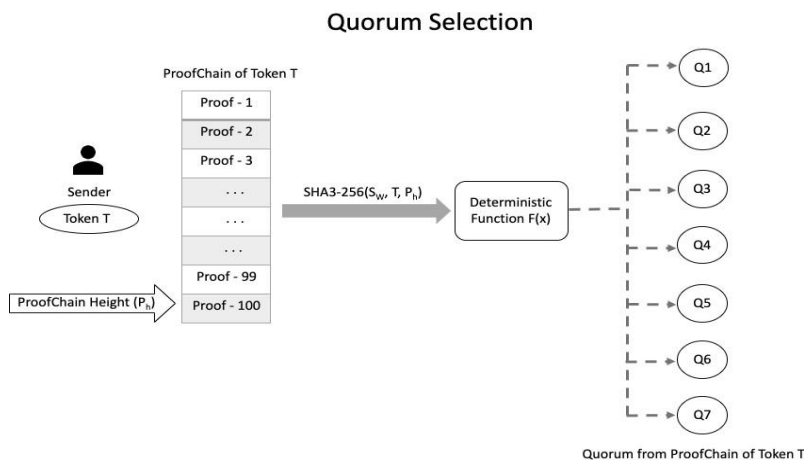 Quorum Selection
ProofChain of Token T
Proof - 1
Proof - 2
Proof - 3
. . .
...
...
Proof - 99
Proof - 100
Sender
Token T
ProofChain Height (Pₕ)
SHA3-256(S_W, T, Pₕ)
Deterministic
Function F(x)
Q1
Q2
Q3
Q4
Q5
Q6
Q7
Quorum from ProofChain of Token T